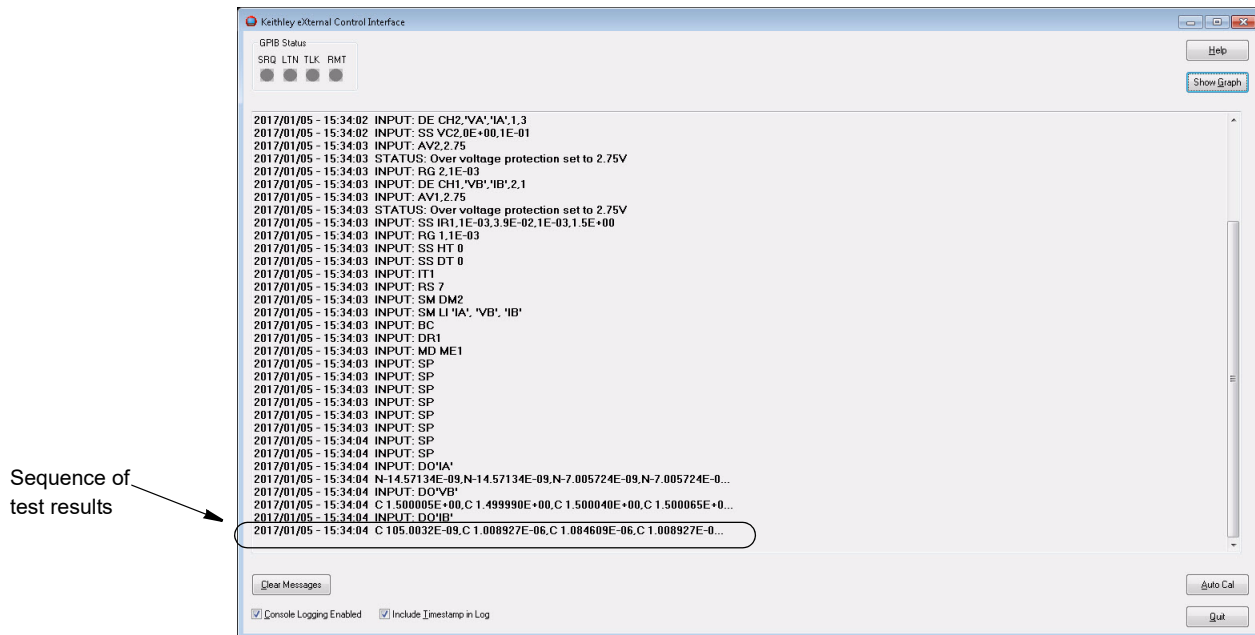 Keithley eXternal Control Interface
GPIB Status
SRQ LTN TLK RMT
Help
Show Graph
2017/01/05 - 15:34:02 INPUT: DE CH2,'VA','IA',1,3
2017/01/05 - 15:34:02 INPUT: SS VC2,0E+00,1E-01
2017/01/05 - 15:34:03 INPUT: AV2,2.75
2017/01/05 - 15:34:03 STATUS: Over voltage protection set to 2.75V
2017/01/05 - 15:34:03 INPUT: RG 2,1E-03
2017/01/05 - 15:34:03 INPUT: DE CH1,'VB','IB',2,1
2017/01/05 - 15:34:03 INPUT: AV1,2.75
2017/01/05 - 15:34:03 STATUS: Over voltage protection set to 2.75V
2017/01/05 - 15:34:03 INPUT: SS IR1,1E-03,3.9E-02,1E-03,1.5E+00
2017/01/05 - 15:34:03 INPUT: RG 1,1E-03
2017/01/05 - 15:34:03 INPUT: SS HT 0
2017/01/05 - 15:34:03 INPUT: SS DT 0
2017/01/05 - 15:34:03 INPUT: IT1
2017/01/05 - 15:34:03 INPUT: RS 7
2017/01/05 - 15:34:03 INPUT: SM DM2
2017/01/05 - 15:34:03 INPUT: SM LI 'IA', 'VB', 'IB'
2017/01/05 - 15:34:03 INPUT: BC
2017/01/05 - 15:34:03 INPUT: DR1
2017/01/05 - 15:34:03 INPUT: MD ME1
2017/01/05 - 15:34:03 INPUT: SP
2017/01/05 - 15:34:03 INPUT: SP
2017/01/05 - 15:34:03 INPUT: SP
2017/01/05 - 15:34:03 INPUT: SP
2017/01/05 - 15:34:03 INPUT: SP
2017/01/05 - 15:34:03 INPUT: SP
2017/01/05 - 15:34:04 INPUT: SP
2017/01/05 - 15:34:04 INPUT: SP
2017/01/05 - 15:34:04 INPUT: DO'IA'
2017/01/05 - 15:34:04 N-14.57134E-09,N-14.57134E-09,N-7.005724E-09,N-7.005724E-0...
2017/01/05 - 15:34:04 INPUT: DO'VB'
2017/01/05 - 15:34:04 C 1.500005E+00,C 1.499990E+00,C 1.500040E+00,C 1.500065E+0...
2017/01/05 - 15:34:04 INPUT: DO'IB'
2017/01/05 - 15:34:04 C 105.0032E-09,C 1.008927E-06,C 1.084609E-06,C 1.008927E-0...
Sequence of
test results
Clear Messages
Auto Cal
Console Logging Enabled Include Timestamp in Log
Quit